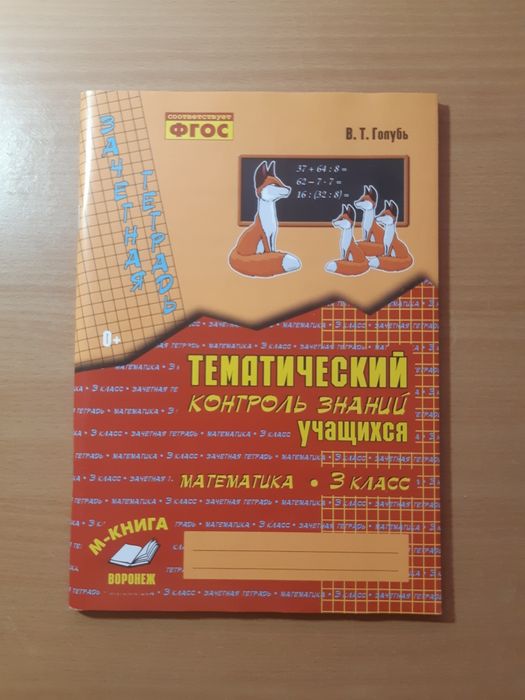 соответствует
ФГОС
В. Т. Голубь
ЗАЧЕТНАЯ
ТЕТРАДЬ
37 + 64 : 8 =
62 – 7 · 7 =
16 : (32 : 8) =
0+
ТЕМАТИЧЕСКИЙ
КОНТРОЛЬ ЗНАНИЙ
УЧАЩИХСЯ
МАТЕМАТИКА • 3 КЛАСС
М-КНИГА
ВОРОНЕЖ